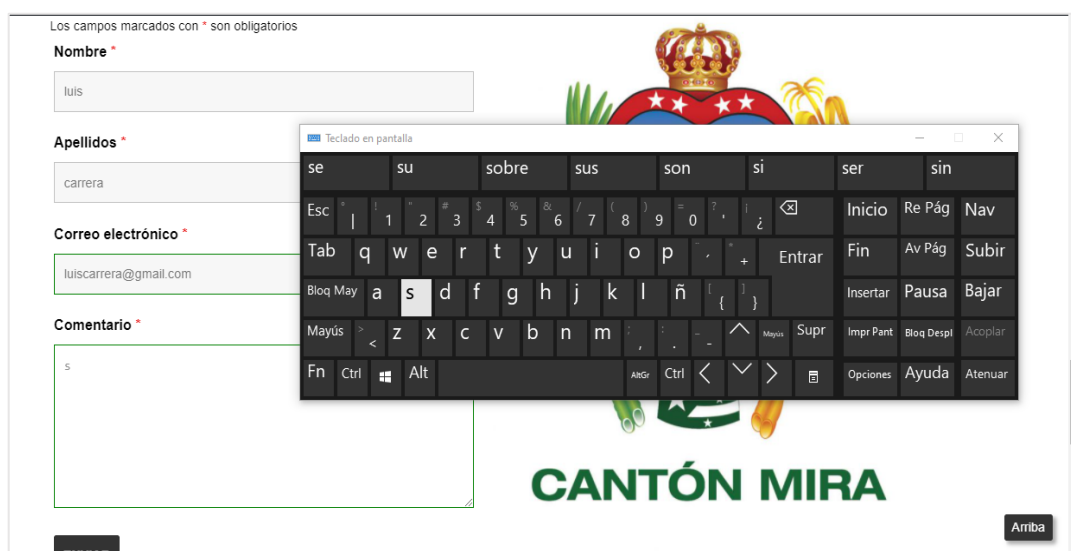 Los campos marcados con * son obligatorios
Nombre *
luis
Apellidos *
carrera
Correo electrónico *
luiscarrera@gmail.com
Comentario *
s
Teclado en pantalla
se su sobre sus son si ser sin
Esc ° | ! 1 " 2 # 3 $ 4 % 5 & 6 / 7 ( 8 ) 9 = 0 ? ' ¡ ¿ Inicio Re Pág Nav
Tab q w e r t y u i o p ¨ ´ * + Entrar Fin Av Pág Subir
Bloq May a s d f g h j k l ñ [ { ] } Insertar Pausa Bajar
Mayús > < z x c v b n m ; , : . _ - Mayús Supr Impr Pant Bloq Despl Acoplar
Fn Ctrl Alt AltGr Ctrl Opciones Ayuda Atenuar
CANTÓN MIRA
Arriba